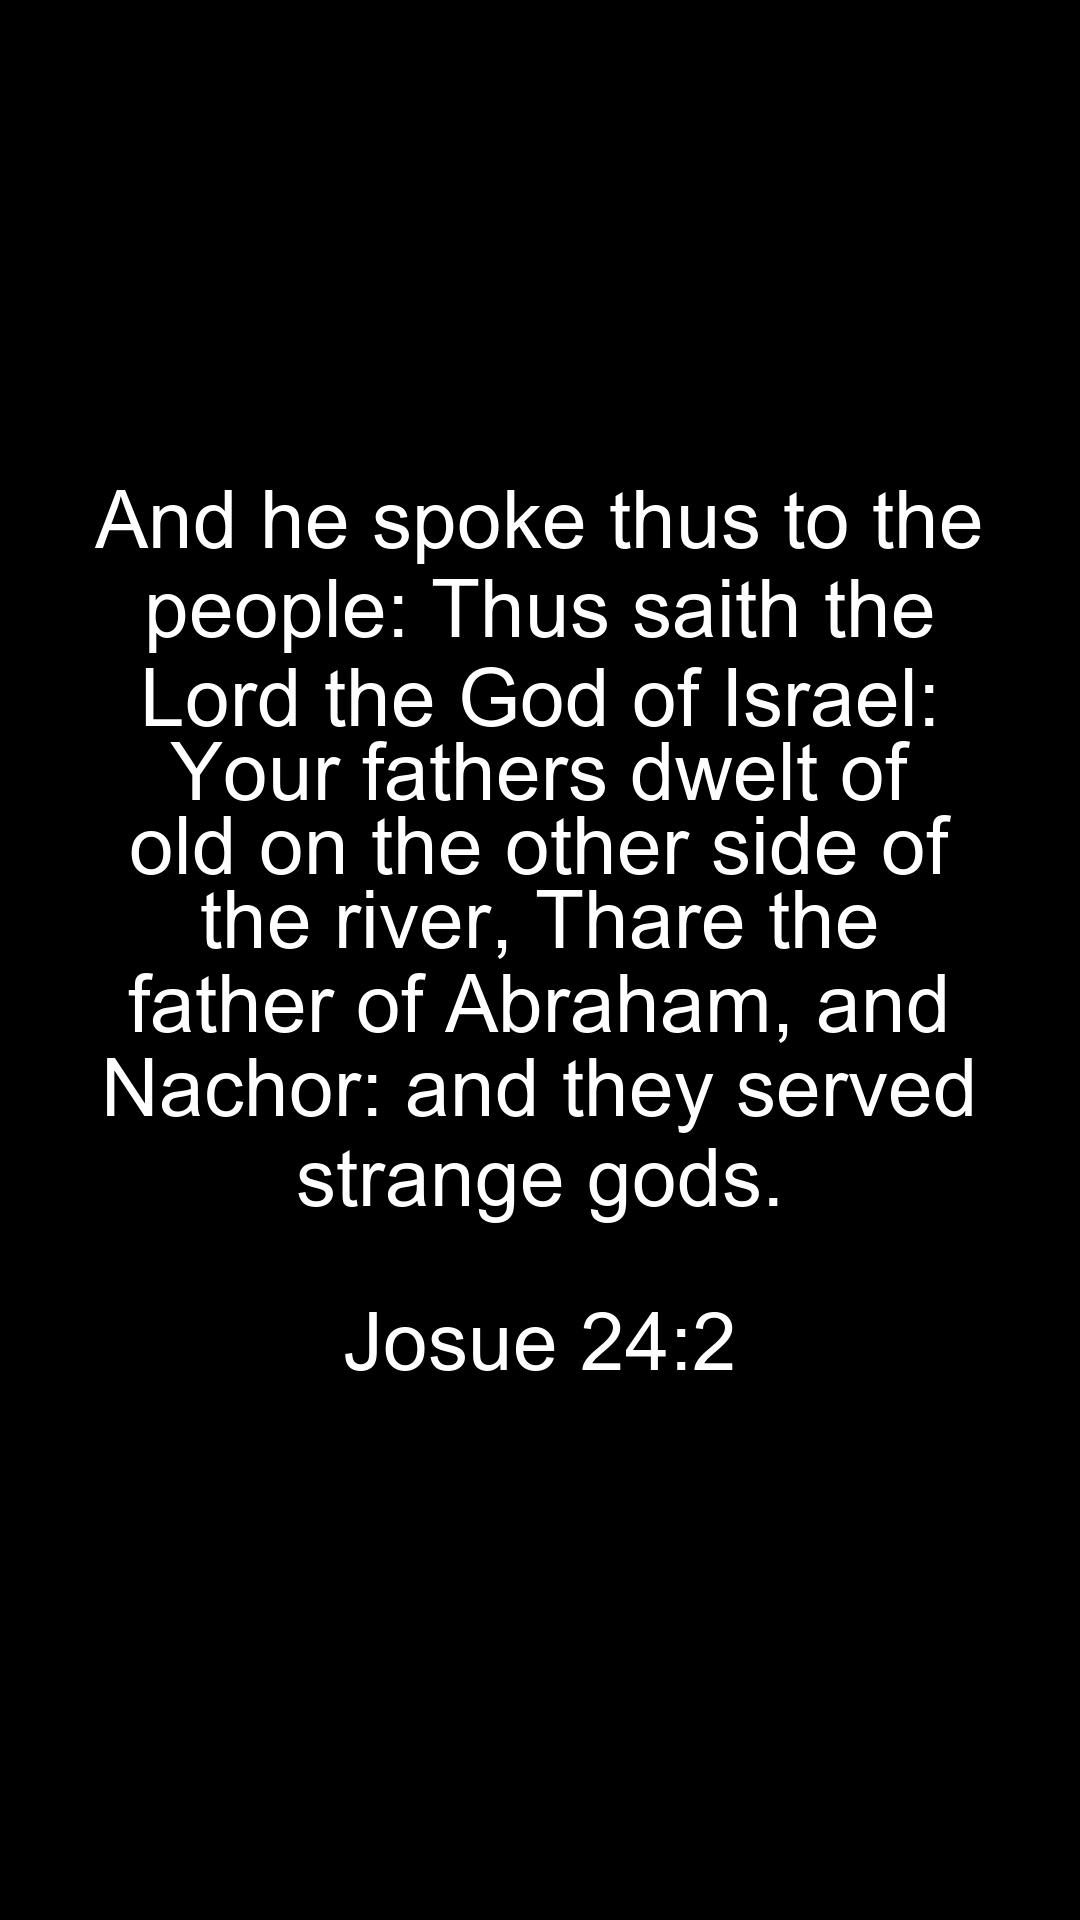 And he spoke thus to the
people: Thus saith the
Lord the God of Israel:
Your fathers dwelt of
old on the other side of
the river, Thare the
father of Abraham, and
Nachor: and they served
strange gods.
Josue 24:2